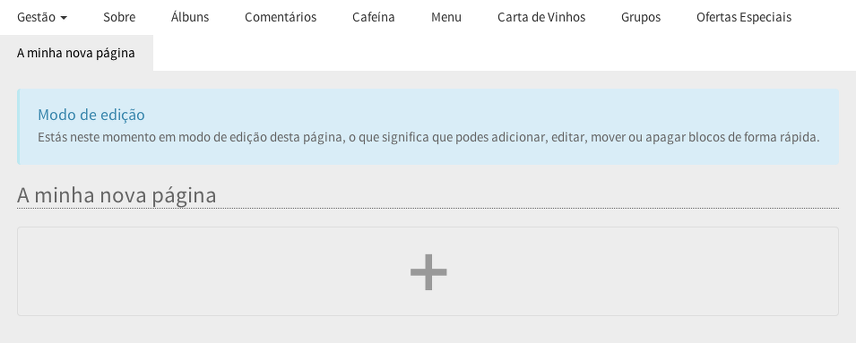 Gestão Sobre Álbuns Comentários Cafeína Menu Carta de Vinhos Grupos Ofertas Especiais
A minha nova página
Modo de edição
Estás neste momento em modo de edição desta página, o que significa que podes adicionar, editar, mover ou apagar blocos de forma rápida.
A minha nova página